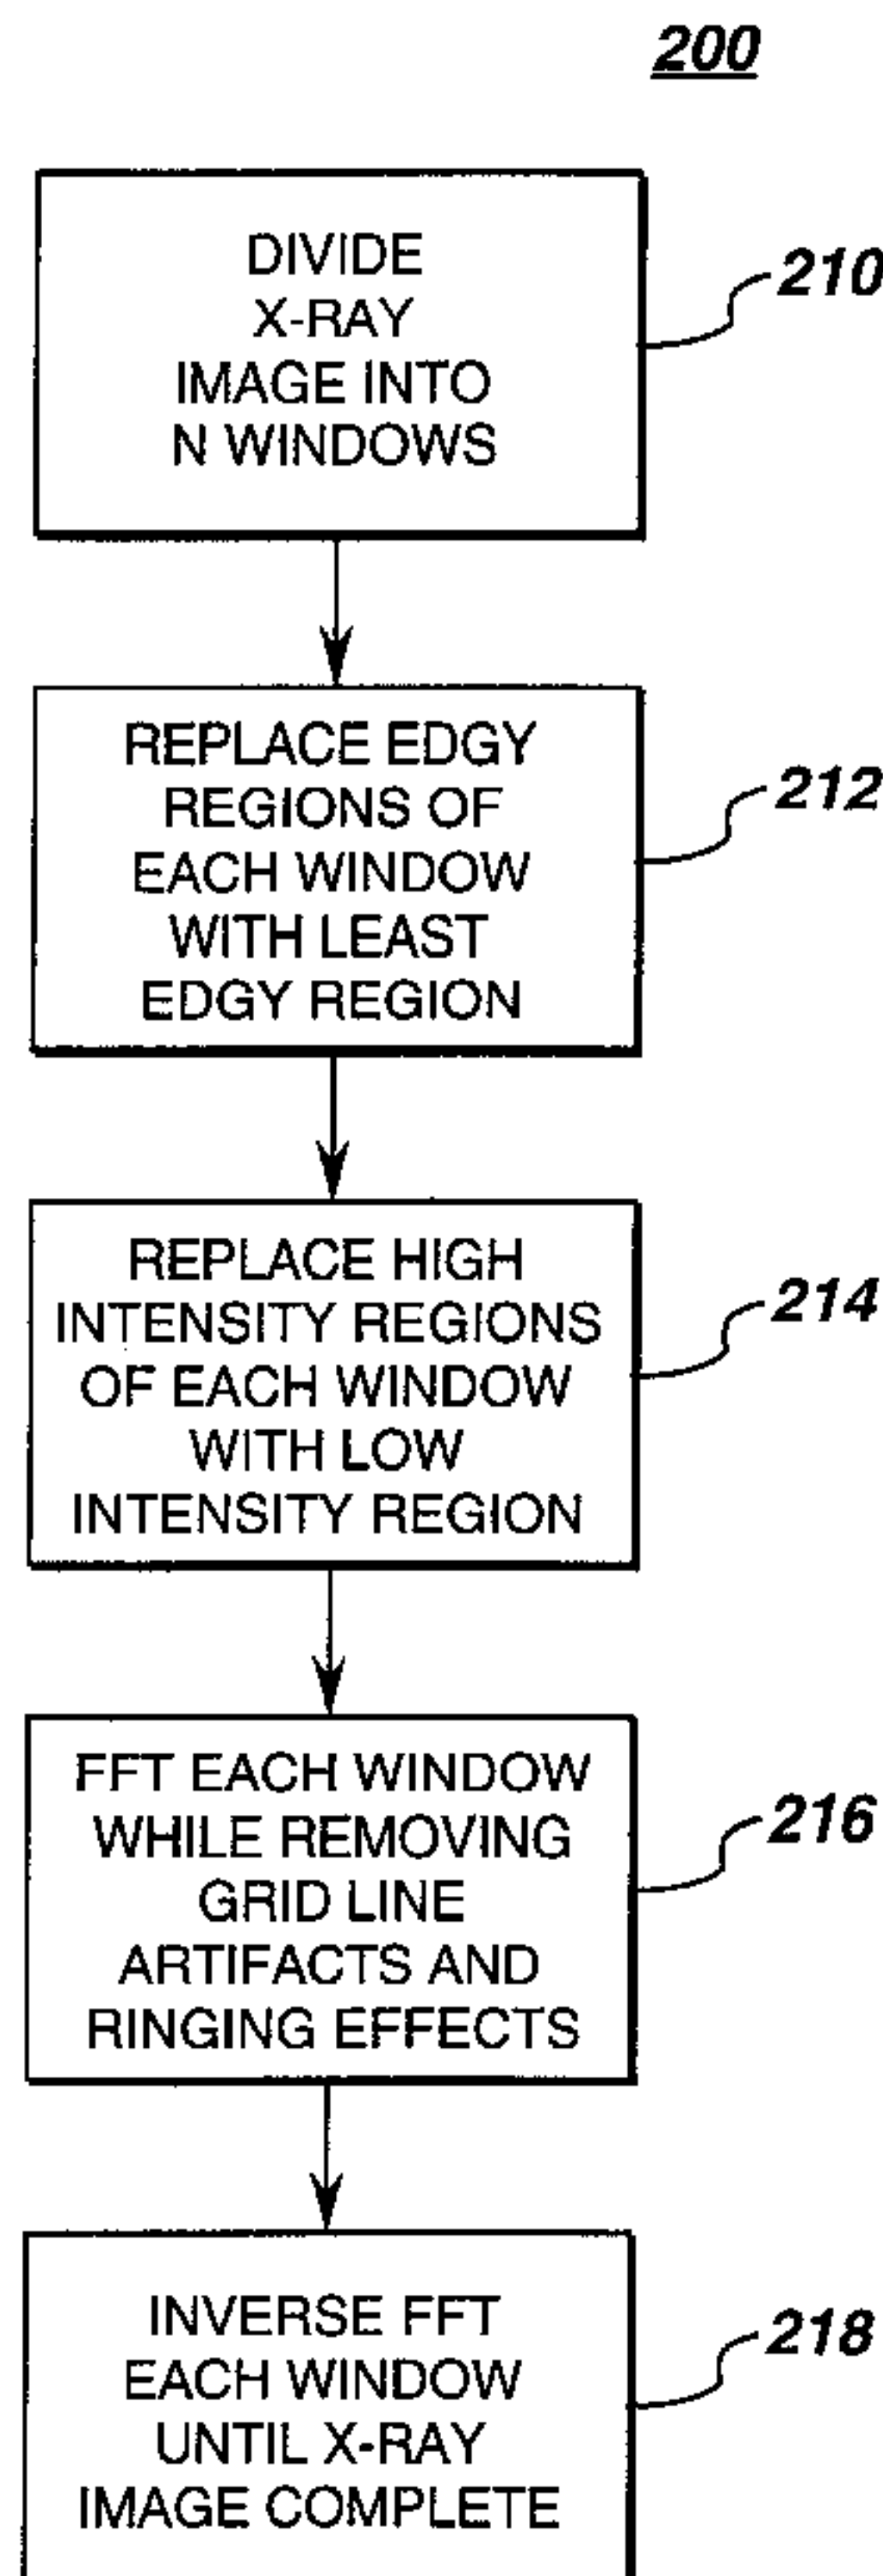 200
DIVIDE
X-RAY
IMAGE INTO
N WINDOWS
210
REPLACE EDGY
REGIONS OF
EACH WINDOW
WITH LEAST
EDGY REGION
212
REPLACE HIGH
INTENSITY REGIONS
OF EACH WINDOW
WITH LOW
INTENSITY REGION
214
FFT EACH WINDOW
WHILE REMOVING
GRID LINE
ARTIFACTS AND
RINGING EFFECTS
216
INVERSE FFT
EACH WINDOW
UNTIL X-RAY
IMAGE COMPLETE
218